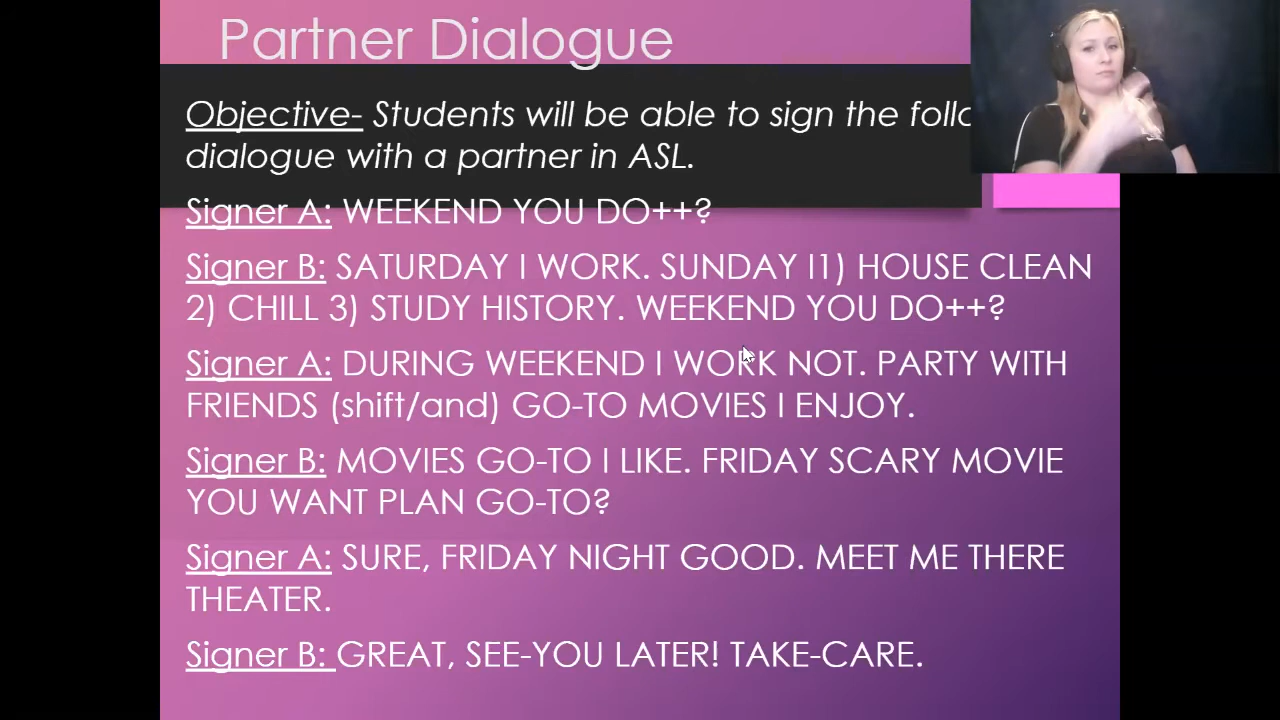 Partner Dialogue
Objective- Students will be able to sign the
dialogue with a partner in ASL.
Signer A: WEEKEND YOU DO++?
Signer B: SATURDAY I WORK. SUNDAY I1) HOUSE CLEAN
2) CHILL 3) STUDY HISTORY. WEEKEND YOU DO++?
Signer A: DURING WEEKEND I WORK NOT. PARTY WITH
FRIENDS (shift/and) GO-TO MOVIES I ENJOY.
Signer B: MOVIES GO-TO I LIKE. FRIDAY SCARY MOVIE
YOU WANT PLAN GO-TO?
Signer A: SURE, FRIDAY NIGHT GOOD. MEET ME THERE
THEATER.
Signer B: GREAT, SEE-YOU LATER! TAKE-CARE.